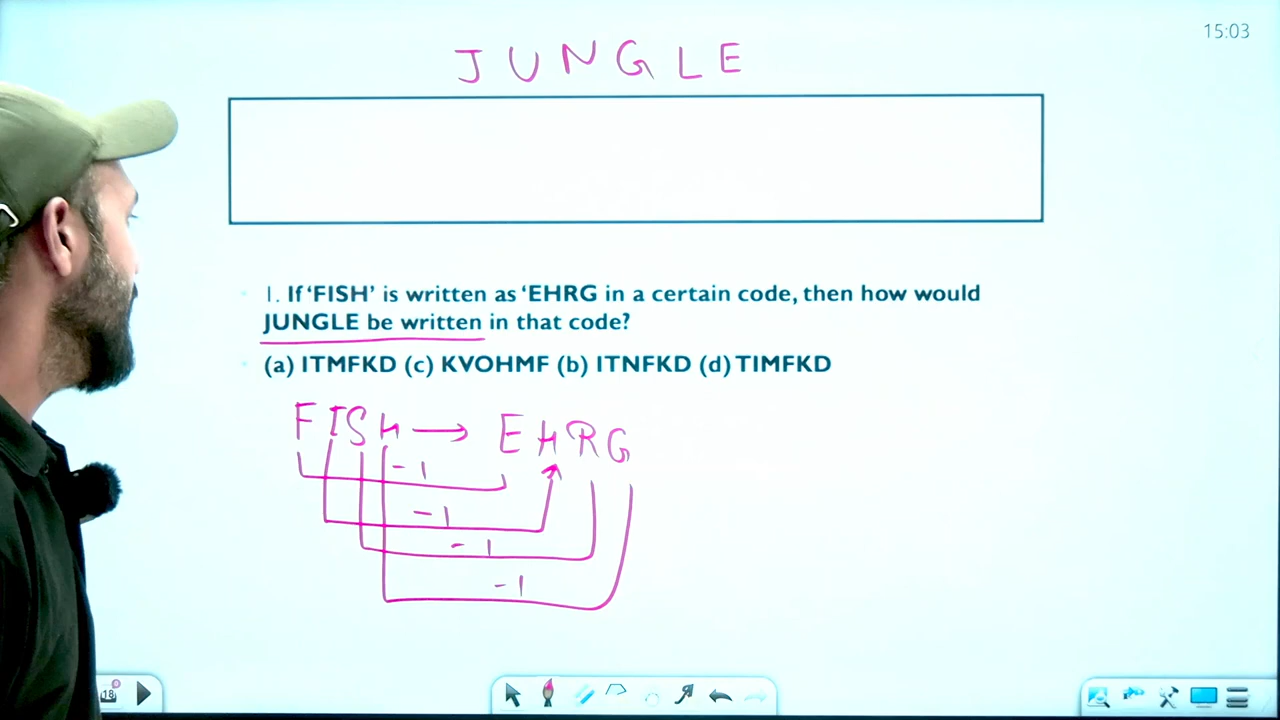 15:03
JUNGLE
1. If ‘FISH’ is written as ‘EHRG in a certain code, then how would
JUNGLE be written in that code?
(a) ITMFKD (c) KVOHMF (b) ITNFKD (d) TIMFKD
FISH → EHRG
-1
-1
-1
-1
18